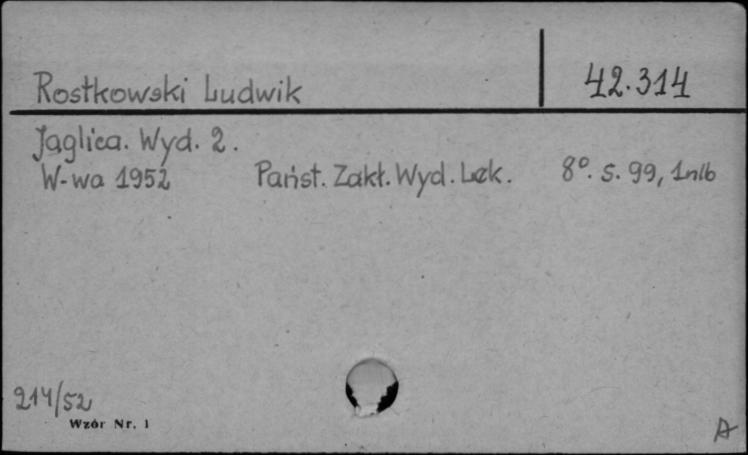 Rostkowski Ludwik 42.314
Jaglica. Wyd. 2.
W-wa 1952 Państ. Zakł. Wyd. Lek. 8°. s. 99, 1nlb
214/52
Wzór Nr. 1
A